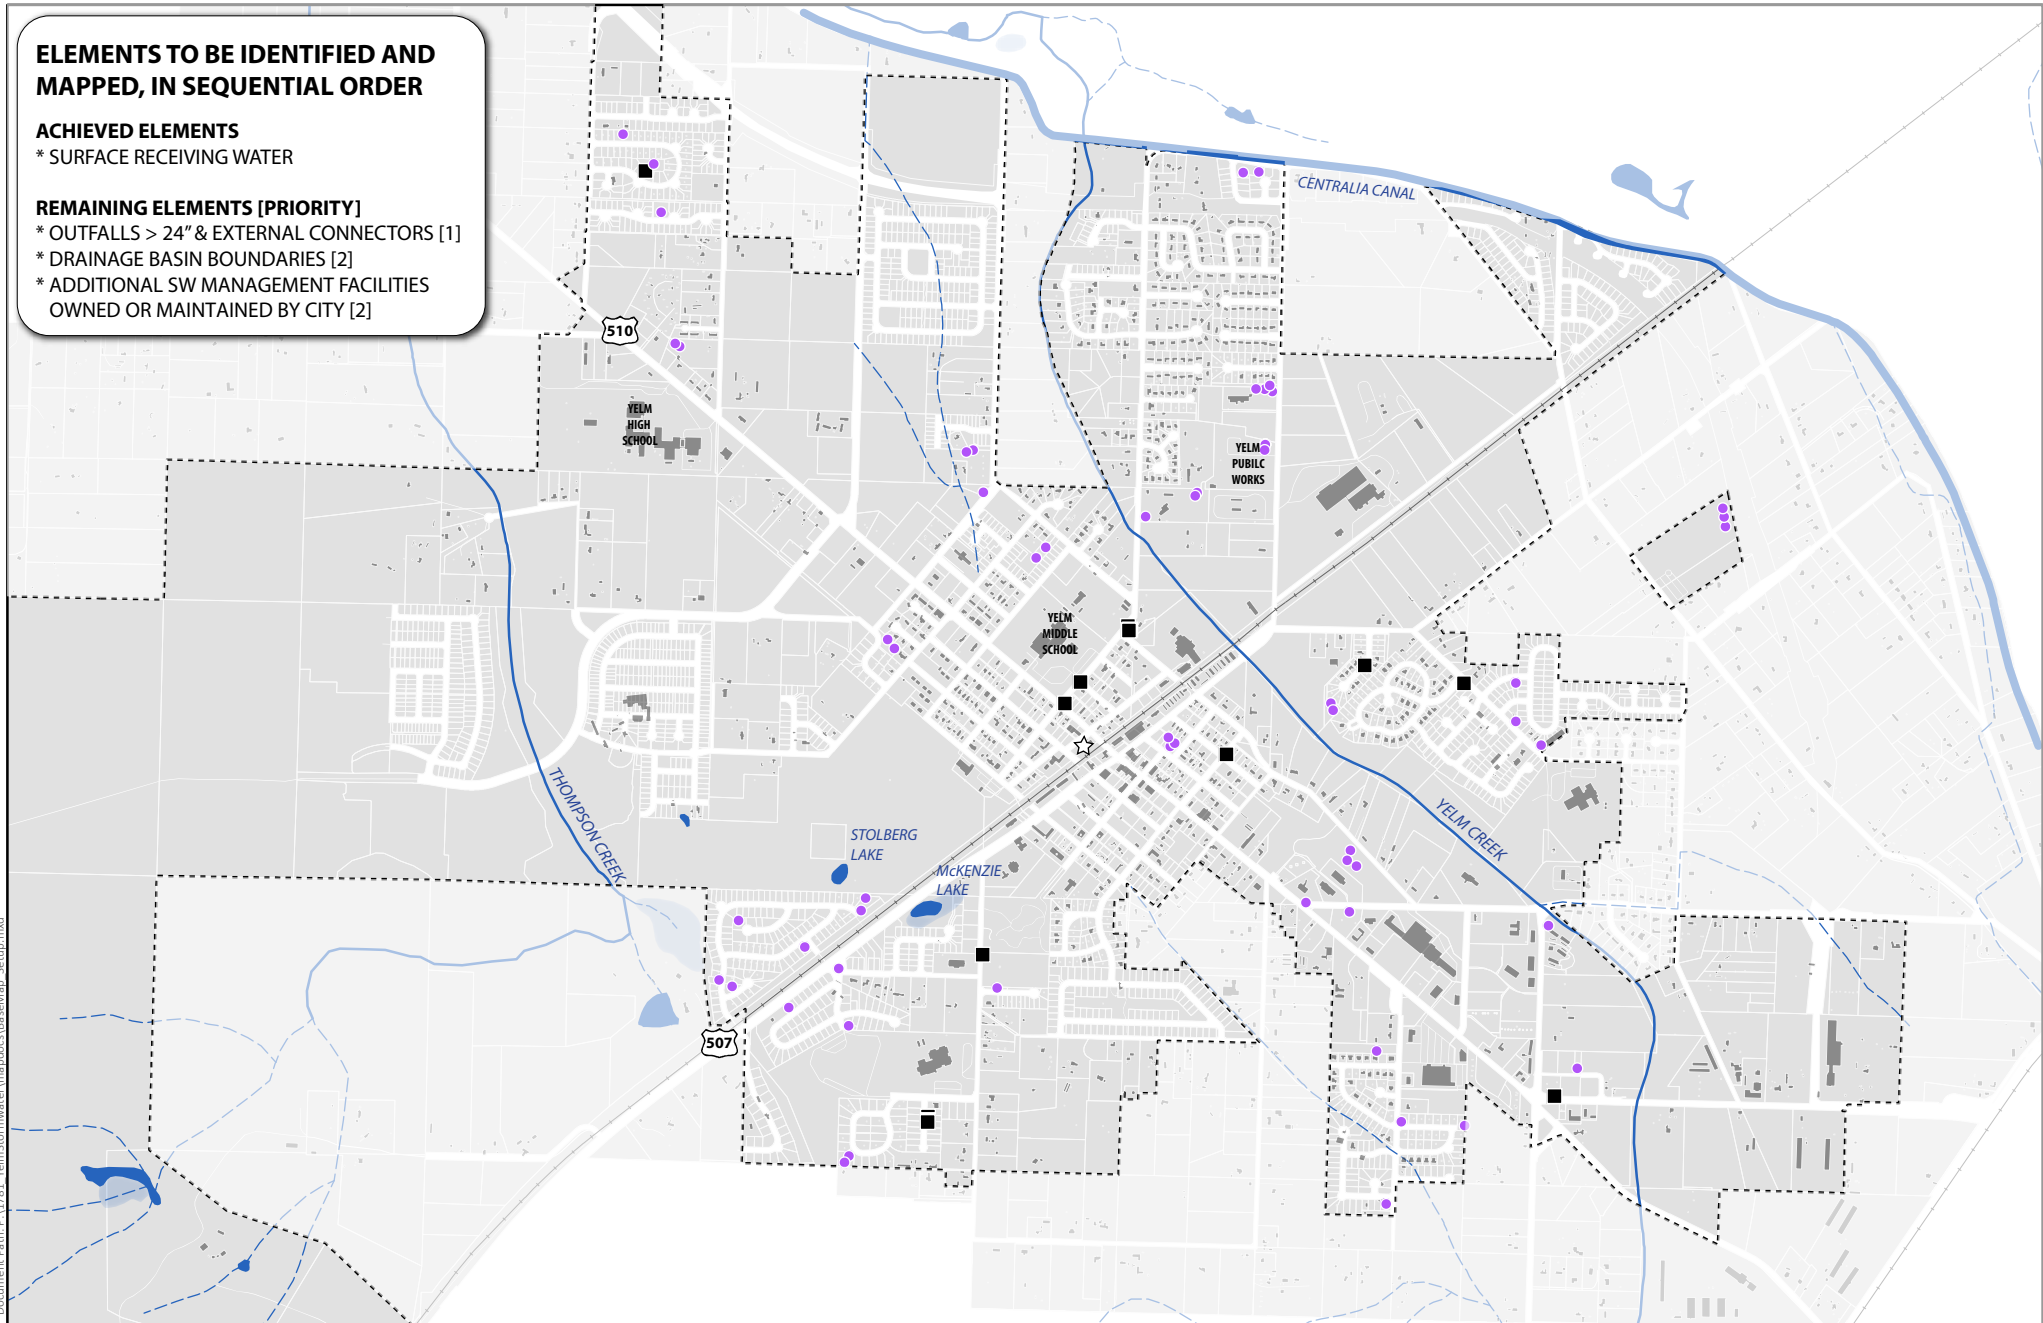 ELEMENTS TO BE IDENTIFIED AND
MAPPED, IN SEQUENTIAL ORDER
ACHIEVED ELEMENTS
* SURFACE RECEIVING WATER
REMAINING ELEMENTS [PRIORITY]
* OUTFALLS > 24" & EXTERNAL CONNECTORS [1]
* DRAINAGE BASIN BOUNDARIES [2]
* ADDITIONAL SW MANAGEMENT FACILITIES
OWNED OR MAINTAINED BY CITY [2]
CENTRALIA CANAL
510
YELM
HIGH
SCHOOL
YELM
PUBILC
WORKS
YELM
MIDDLE
SCHOOL
THOMPSON CREEK
STOLBERG
LAKE
McKENZIE
LAKE
YELM CREEK
507